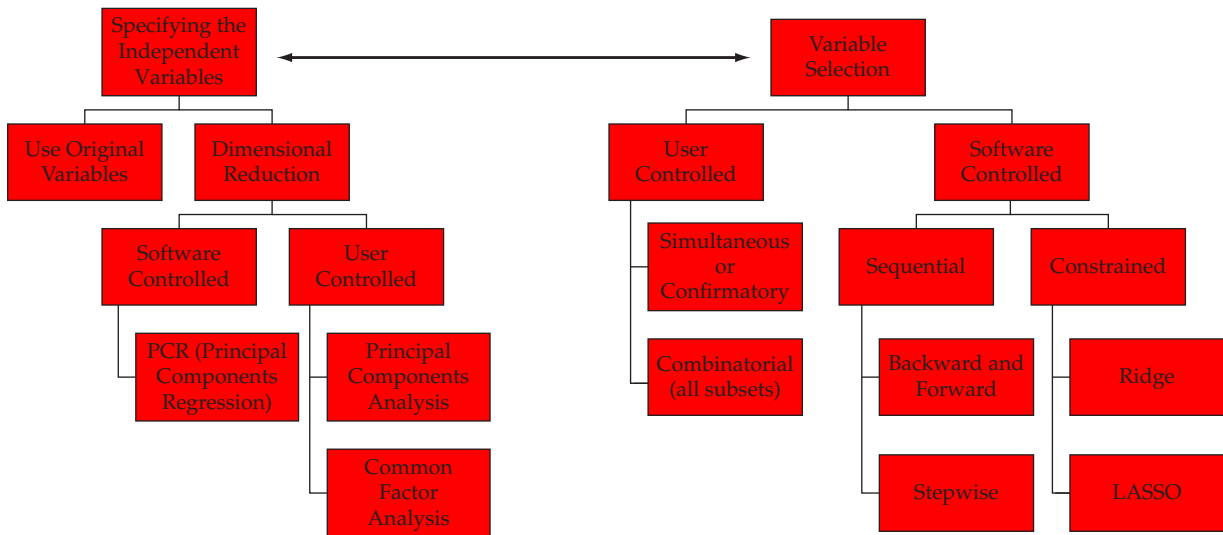 Specifying the
Independent
Variables
Variable
Selection
Use Original
Variables
Dimensional
Reduction
User
Controlled
Software
Controlled
Software
Controlled
User
Controlled
Simultaneous
or
Confirmatory
Sequential
Constrained
PCR (Principal
Components
Regression)
Principal
Components
Analysis
Combinatorial
(all subsets)
Backward and
Forward
Ridge
Common
Factor
Analysis
Stepwise
LASSO